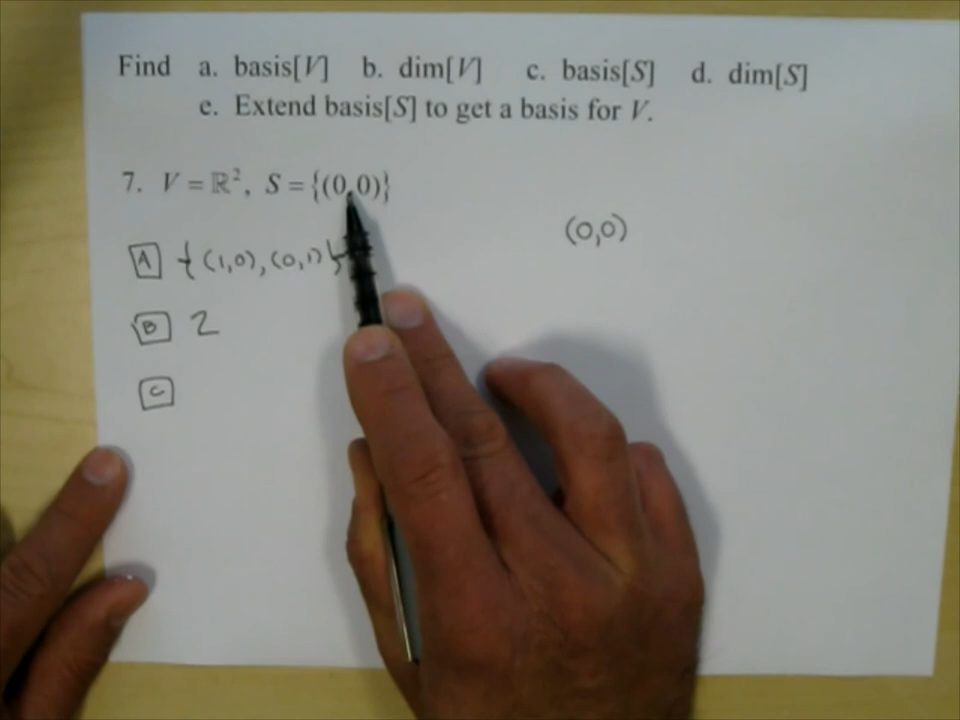 Find a. basis[V] b. dim[V] c. basis[S] d. dim[S]
e. Extend basis[S] to get a basis for V.
7. V = ℝ², S = {(0,0)}
(0,0)
A {(1,0),(0,1)}
B 2
C